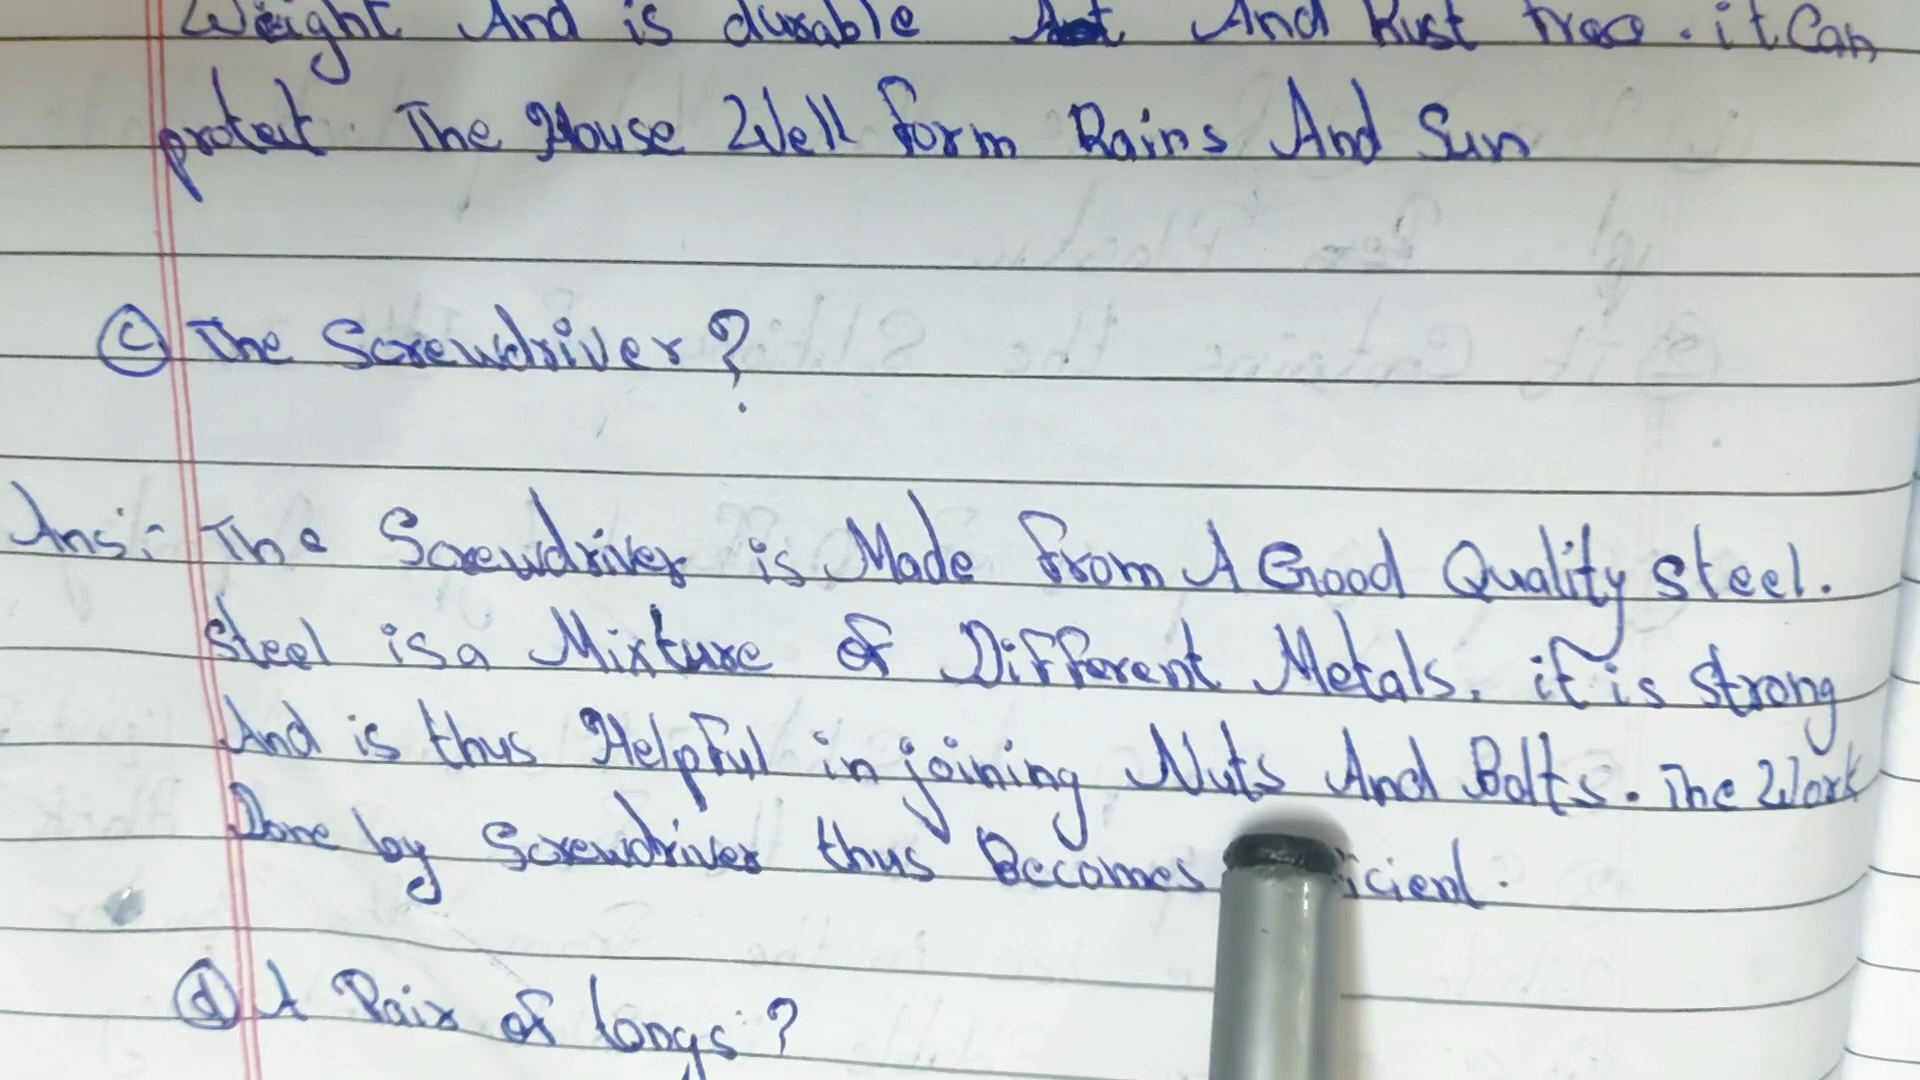 Weight And is durable And Rust free. it Can
protect The House Well form Rains And Sun
(C) The Screwdriver?
Ans:- The Screwdriver is Made from A Good Quality steel.
Steel is a Mixture of Different Metals. it is strong
And is thus Helpful in joining Nuts And Bolts. The Work
Done by Screwdriver thus Becomes
(d) A Pair of tongs?